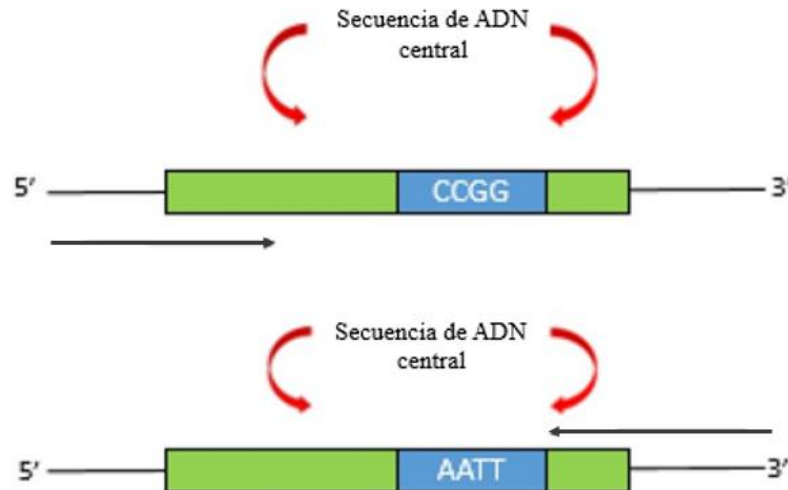 Secuencia de ADN
central
5' CCGG 3'
Secuencia de ADN
central
5' AATT 3'